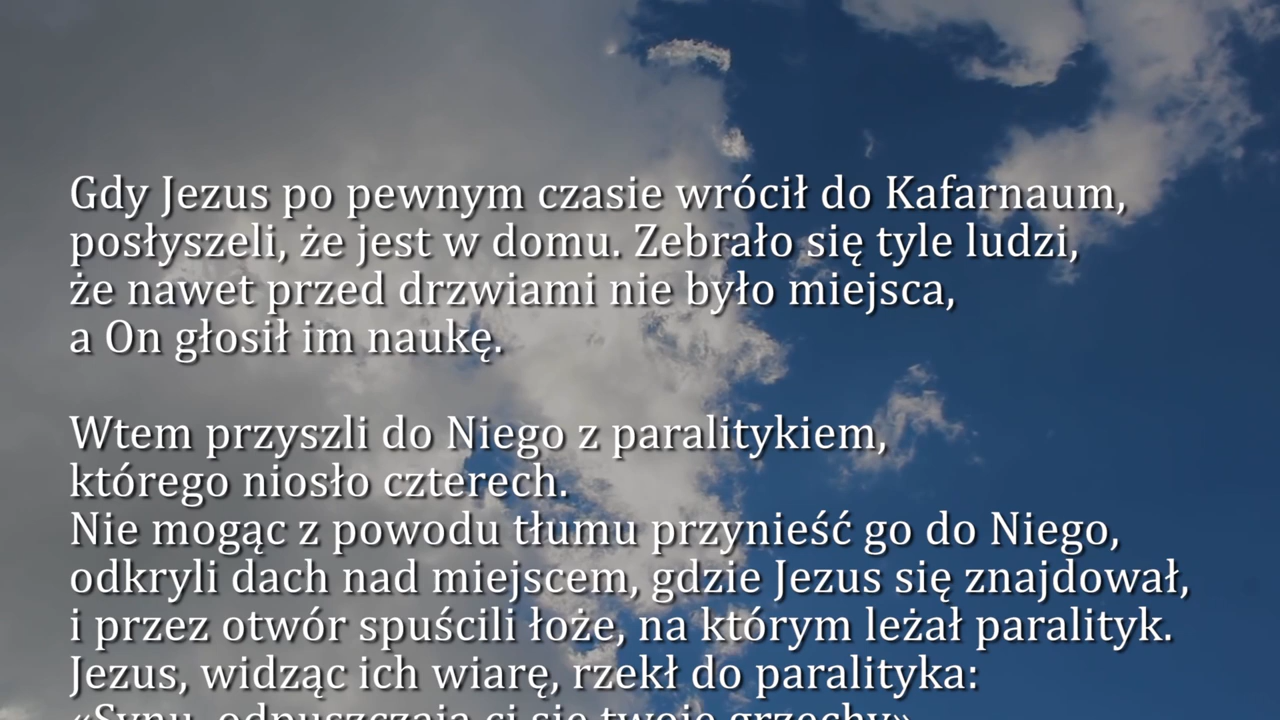 Gdy Jezus po pewnym czasie wrócił do Kafarnaum,
posłyszeli, że jest w domu. Zebrało się tyle ludzi,
że nawet przed drzwiami nie było miejsca,
a On głosił im naukę.
Wtem przyszli do Niego z paralitykiem,
którego niosło czterech.
Nie mogąc z powodu tłumu przynieść go do Niego,
odkryli dach nad miejscem, gdzie Jezus się znajdował,
i przez otwór spuścili łoże, na którym leżał paralityk.
Jezus, widząc ich wiarę, rzekł do paralityka:
«Synu, odpuszczają ci się twoje grzechy»